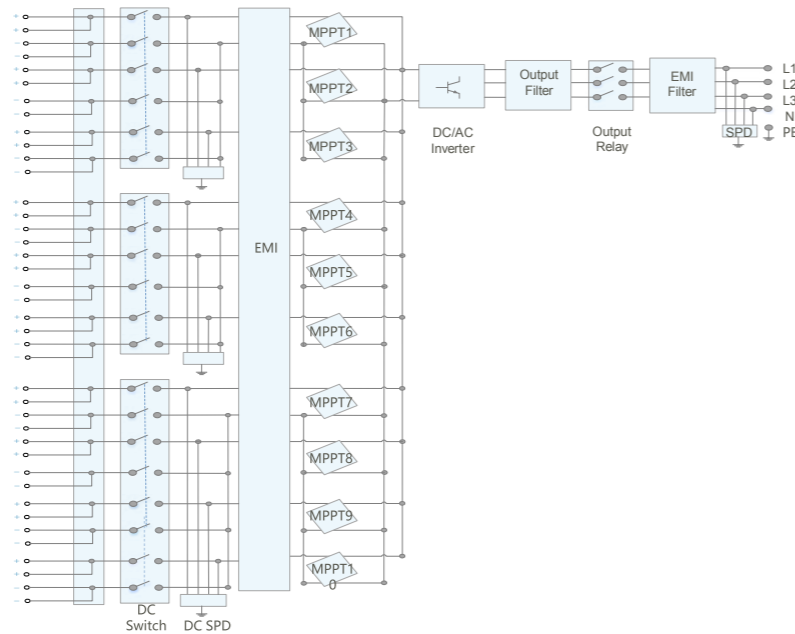 MPPT1
MPPT2
MPPT3
MPPT4
EMI
MPPT5
MPPT6
MPPT7
MPPT8
MPPT9
MPPT1
0
DC
Switch
DC SPD
DC/AC
Inverter
Output
Filter
Output
Relay
EMI
Filter
SPD
L1
L2
L3
N
PE